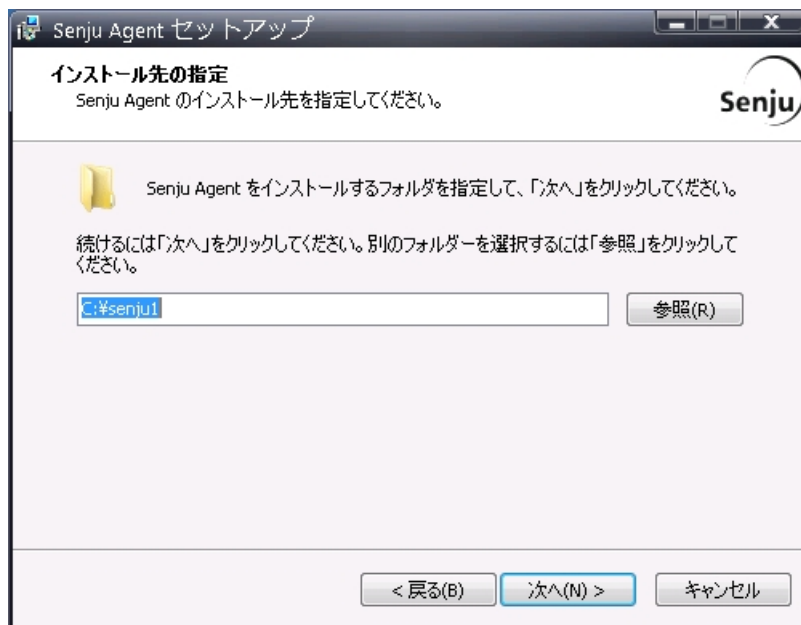 Senju Agent セットアップ
インストール先の指定
Senju Agent のインストール先を指定してください。
Senju
Senju Agent をインストールするフォルダを指定して、「次へ」をクリックしてください。
続けるには「次へ」をクリックしてください。別のフォルダーを選択するには「参照」をクリックして
ください。
C:¥senju1
参照(R)
< 戻る(B)
次へ(N) >
キャンセル